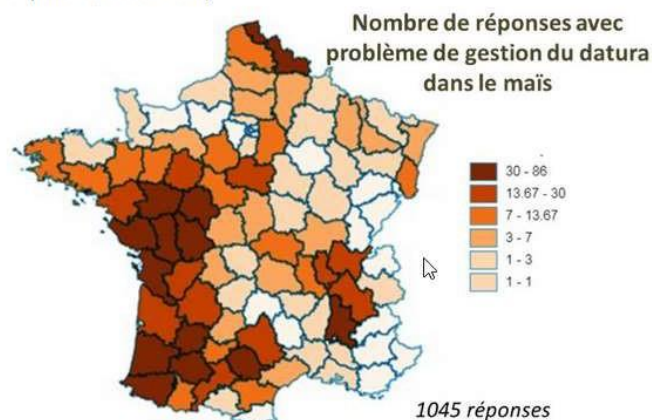 Nombre de réponses avec
problème de gestion du datura
dans le maïs
30 - 86
13.67 - 30
7 - 13.67
3 - 7
1 - 3
1 - 1
1045 réponses